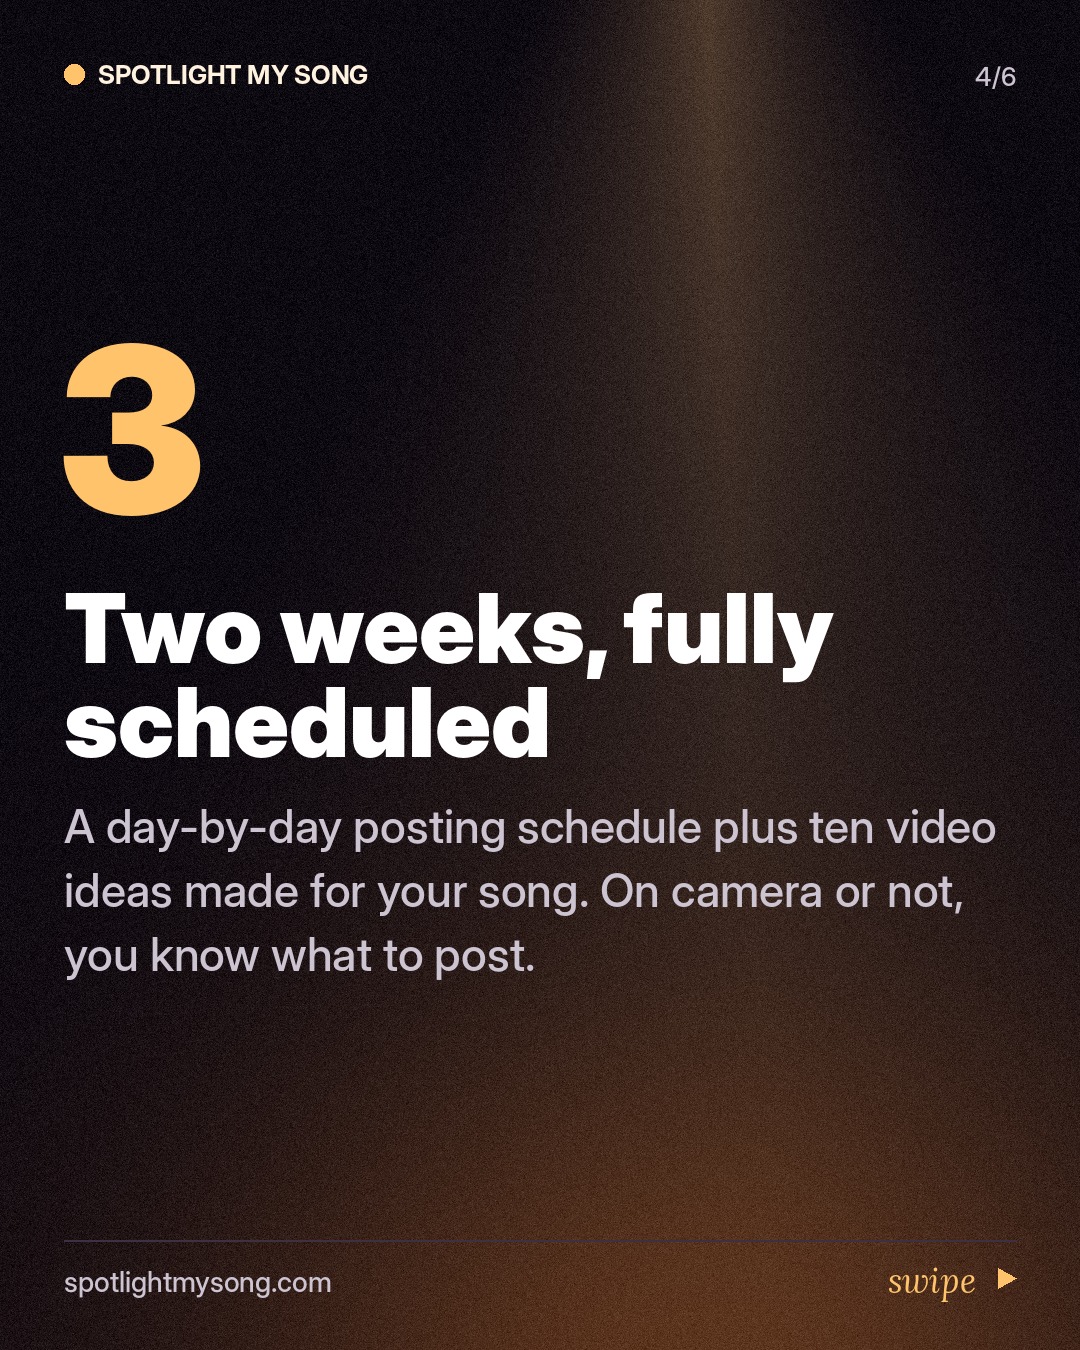 SPOTLIGHT MY SONG
4/6
3
Two weeks, fully
scheduled
A day-by-day posting schedule plus ten video
ideas made for your song. On camera or not,
you know what to post.
spotlightmysong.com
swipe